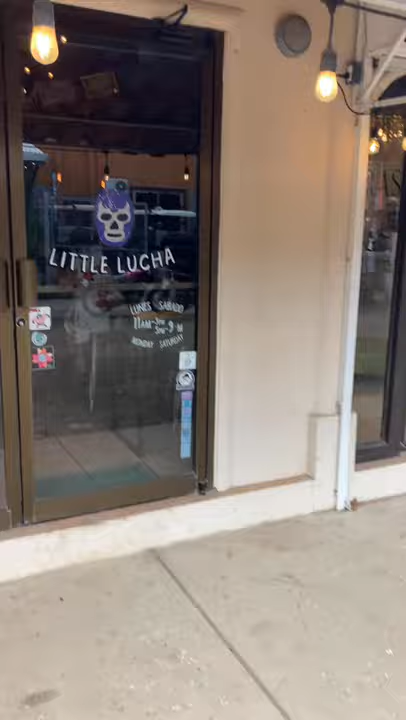 LITTLE LUCHA
LUNES SABADO
11AM-3PM
5PM-9PM
MONDAY SATURDAY